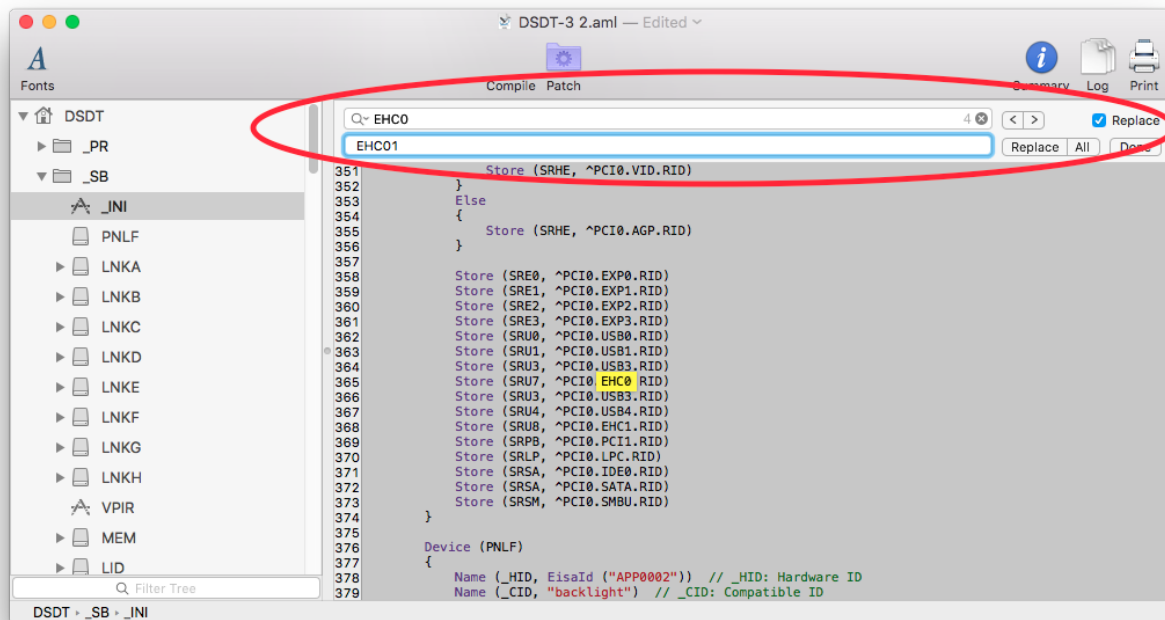 DSDT-3 2.aml — Edited
Fonts
Compile Patch
Summary Log Print
DSDT
_PR
_SB
_INI
PNLF
LNKA
LNKB
LNKC
LNKD
LNKE
LNKF
LNKG
LNKH
VPIR
MEM
LID
Filter Tree
DSDT _SB _INI
EHC0 4 < > Replace
EHC01 Replace All Done
351 Store (SRHE, ^PCI0.VID.RID)
352 }
353 Else
354 {
355 Store (SRHE, ^PCI0.AGP.RID)
356 }
357
358 Store (SRE0, ^PCI0.EXP0.RID)
359 Store (SRE1, ^PCI0.EXP1.RID)
360 Store (SRE2, ^PCI0.EXP2.RID)
361 Store (SRE3, ^PCI0.EXP3.RID)
362 Store (SRU0, ^PCI0.USB0.RID)
363 Store (SRU1, ^PCI0.USB1.RID)
364 Store (SRU3, ^PCI0.USB3.RID)
365 Store (SRU7, ^PCI0.EHC0 RID)
366 Store (SRU3, ^PCI0.USB3.RID)
367 Store (SRU4, ^PCI0.USB4.RID)
368 Store (SRU8, ^PCI0.EHC1.RID)
369 Store (SRPB, ^PCI0.PCI1.RID)
370 Store (SRLP, ^PCI0.LPC.RID)
371 Store (SRSA, ^PCI0.IDE0.RID)
372 Store (SRSA, ^PCI0.SATA.RID)
373 Store (SRSM, ^PCI0.SMBU.RID)
374 }
375
376 Device (PNLF)
377 {
378 Name (_HID, EisaId ("APP0002")) // _HID: Hardware ID
379 Name (_CID, "backlight") // _CID: Compatible ID